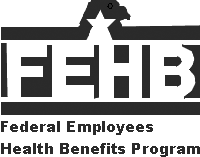 FEHB
Federal Employees
Health Benefits Program